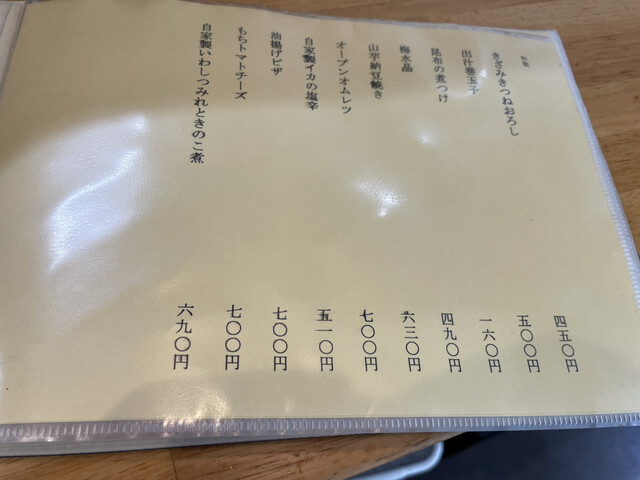 きざみきつねおろし 四五〇円
出汁巻玉子 五〇〇円
昆布の煮つけ 一六〇円
梅水晶 四九〇円
山芋納豆焼き 六三〇円
オーブンオムレツ 七〇〇円
自家製イカの塩辛 五一〇円
油揚げピザ 七〇〇円
もちトマトチーズ 七〇〇円
自家製いわしつみれときのこ煮 六九〇円